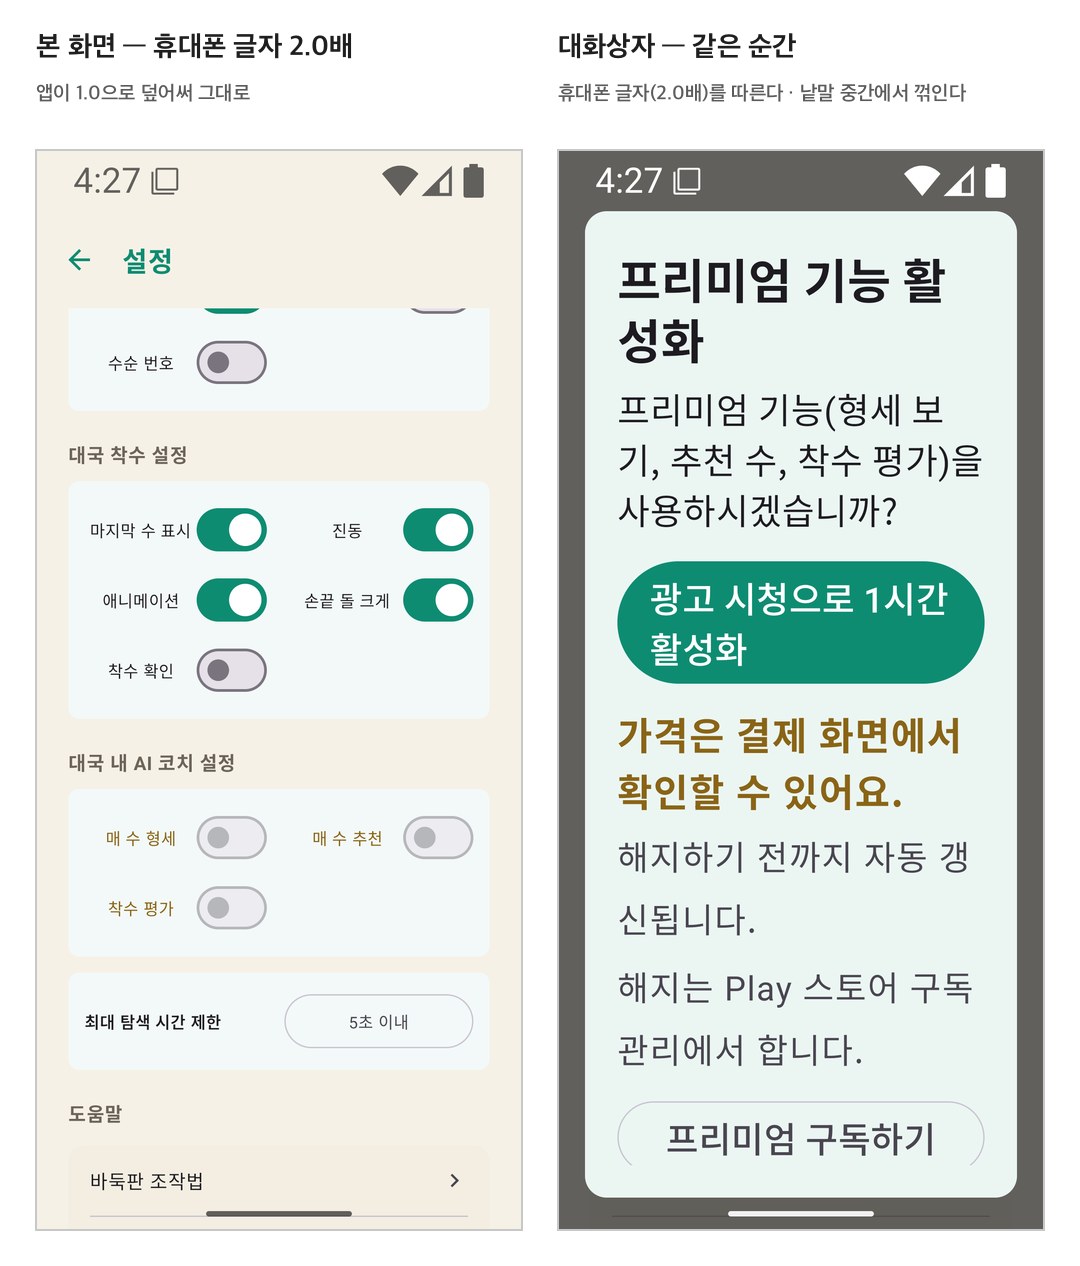 본 화면 — 휴대폰 글자 2.0배
앱이 1.0으로 덮어써 그대로
4:27
설정
수순 번호
대국 착수 설정
마지막 수 표시
진동
애니메이션
손끝 돌 크게
착수 확인
대국 내 AI 코치 설정
매 수 형세
매 수 추천
착수 평가
최대 탐색 시간 제한
5초 이내
도움말
바둑판 조작법
대화상자 — 같은 순간
휴대폰 글자(2.0배)를 따른다 · 낱말 중간에서 꺾인다
4:27
프리미엄 기능 활
성화
프리미엄 기능(형세 보
기, 추천 수, 착수 평가)을
사용하시겠습니까?
광고 시청으로 1시간
활성화
가격은 결제 화면에서
확인할 수 있어요.
해지하기 전까지 자동 갱
신됩니다.
해지는 Play 스토어 구독
관리에서 합니다.
프리미엄 구독하기